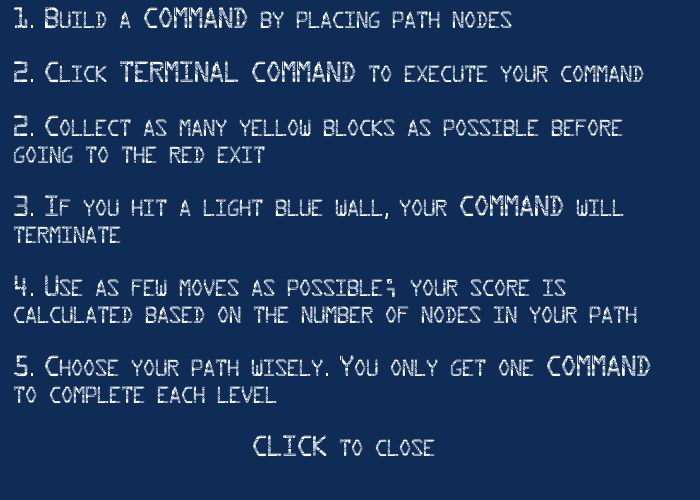 1. Build a COMMAND by placing path nodes
2. Click TERMINAL COMMAND to execute your command
2. Collect as many yellow blocks as possible before
going to the red exit
3. If you hit a light blue wall, your COMMAND will
terminate
4. Use as few moves as possible; your score is
calculated based on the number of nodes in your path
5. Choose your path wisely. You only get one COMMAND
to complete each level
CLICK to close